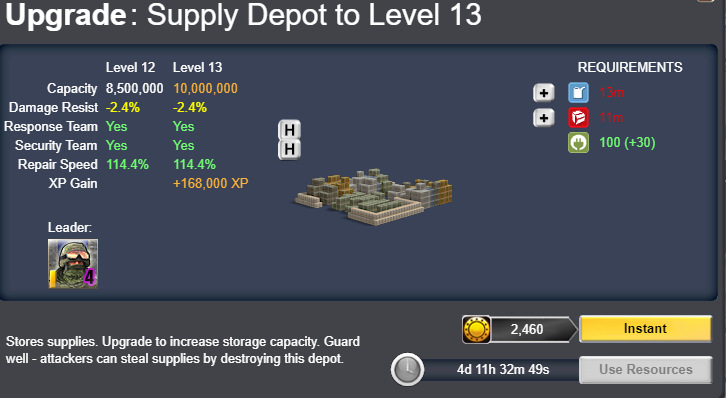 Upgrade: Supply Depot to Level 13
Level 12 Level 13 REQUIREMENTS
Capacity 8,500,000 10,000,000 + 13m
Damage Resist -2.4% -2.4% + 11m
Response Team Yes Yes H
Security Team Yes Yes H 100 (+30)
Repair Speed 114.4% 114.4%
XP Gain +168,000 XP
Leader:
4
2,460 Instant
Stores supplies. Upgrade to increase storage capacity. Guard
well - attackers can steal supplies by destroying this depot.
4d 11h 32m 49s Use Resources